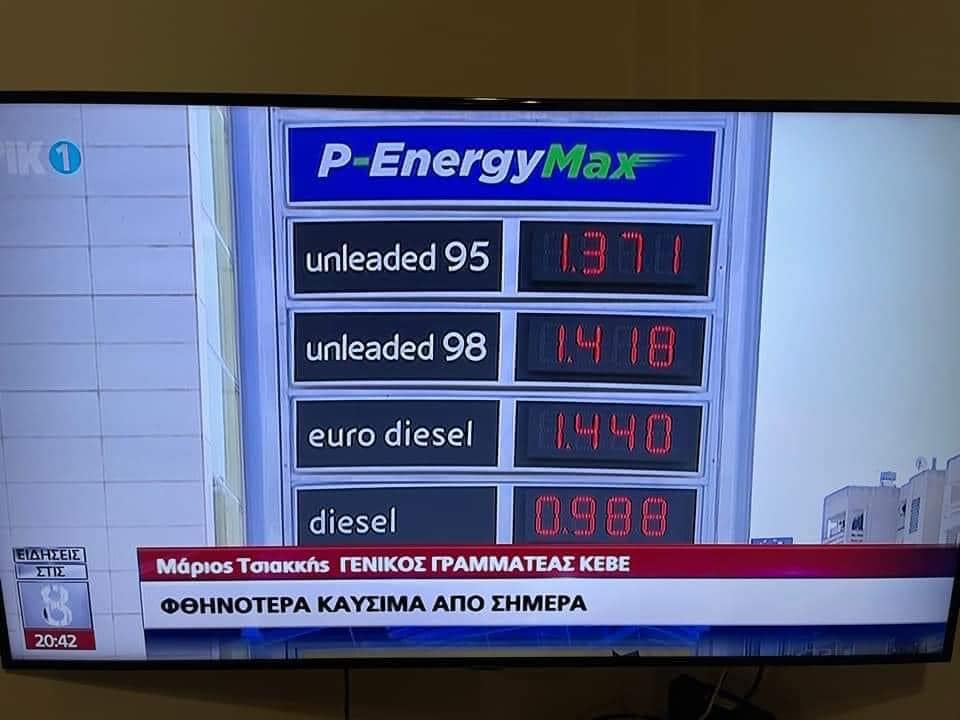 ΡΙΚ 1
P-EnergyMax
unleaded 95 1.371
unleaded 98 1.418
euro diesel 1.440
diesel 0.988
ΕΙΔΗΣΕΙΣ
ΣΤΙΣ
8
20:42
Μάριος Τσιακκής ΓΕΝΙΚΟΣ ΓΡΑΜΜΑΤΕΑΣ ΚΕΒΕ
ΦΘΗΝΟΤΕΡΑ ΚΑΥΣΙΜΑ ΑΠΟ ΣΗΜΕΡΑ